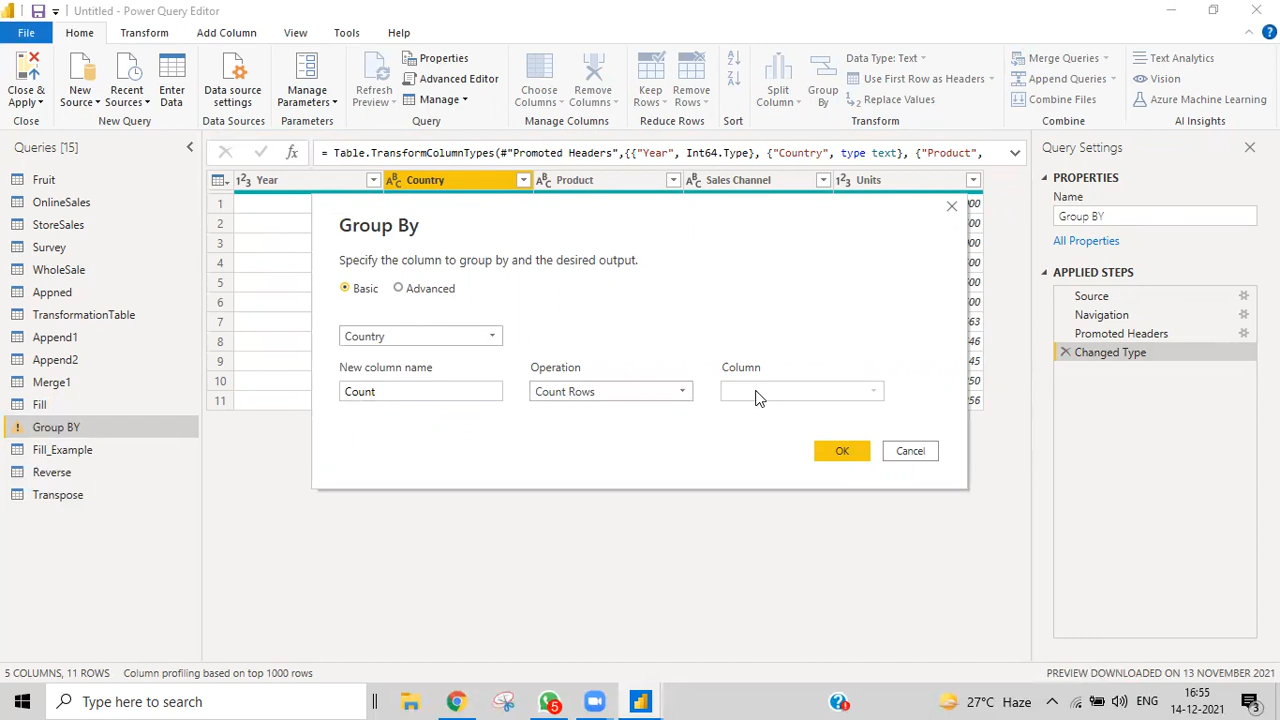 Untitled - Power Query Editor
File Home Transform Add Column View Tools Help
Close & Apply
New Source
Recent Sources
Enter Data
Data source settings
Manage Parameters
Refresh Preview
Properties
Advanced Editor
Manage
Choose Columns
Remove Columns
Keep Rows
Remove Rows
Split Column
Group By
Data Type: Text
Use First Row as Headers
Replace Values
Merge Queries
Append Queries
Combine Files
Text Analytics
Vision
Azure Machine Learning
Close New Query Data Sources Parameters Query Manage Columns Reduce Rows Sort Transform Combine AI Insights
Queries [15]
Fruit
OnlineSales
StoreSales
Survey
WholeSale
Appned
TransformationTable
Append1
Append2
Merge1
Fill
Group BY
Fill_Example
Reverse
Transpose
= Table.TransformColumnTypes(#"Promoted Headers",{{"Year", Int64.Type}, {"Country", type text}, {"Product",
Year Country Product Sales Channel Units
1
2
3
4
5
6
7 63
8 46
9 45
10 50
11 56
Group By
Specify the column to group by and the desired output.
Basic Advanced
Country
New column name Operation Column
Count Count Rows
OK Cancel
Query Settings
PROPERTIES
Name
Group BY
All Properties
APPLIED STEPS
Source
Navigation
Promoted Headers
Changed Type
5 COLUMNS, 11 ROWS Column profiling based on top 1000 rows
PREVIEW DOWNLOADED ON 13 NOVEMBER 2021
Type here to search
5
27°C Haze
ENG
16:55
14-12-2021
3